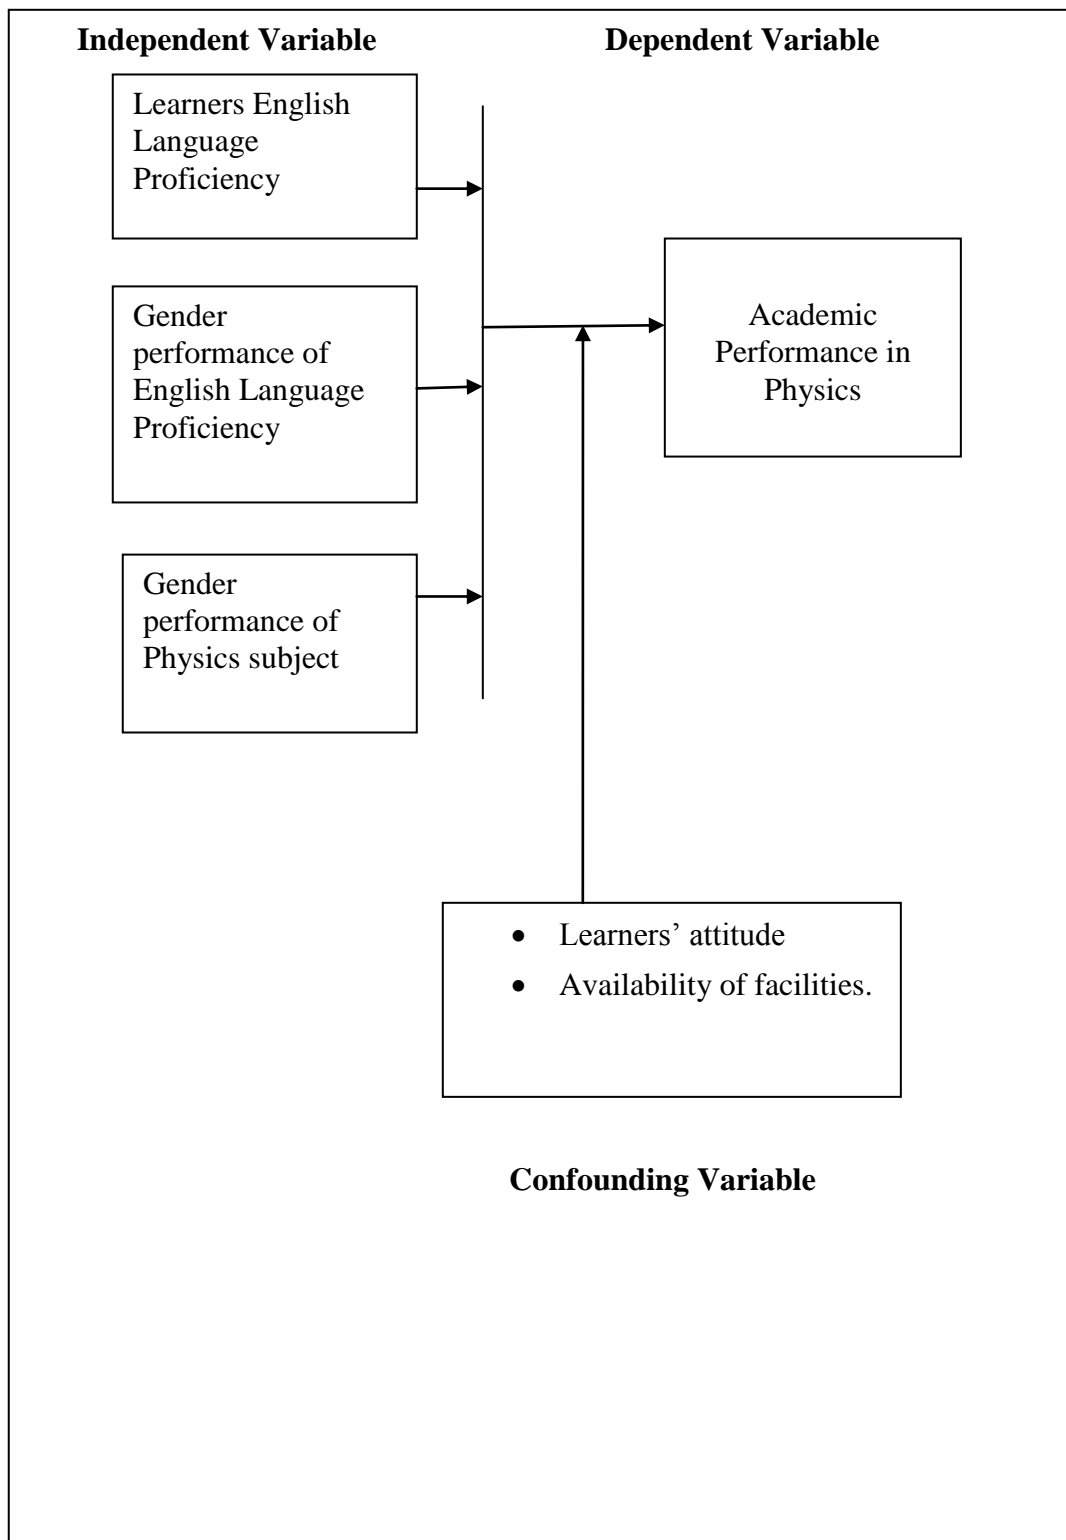 Independent Variable
Dependent Variable
Learners English
Language
Proficiency
Gender
performance of
English Language
Proficiency
Academic
Performance in
Physics
Gender
performance of
Physics subject
• Learners’ attitude
• Availability of facilities.
Confounding Variable